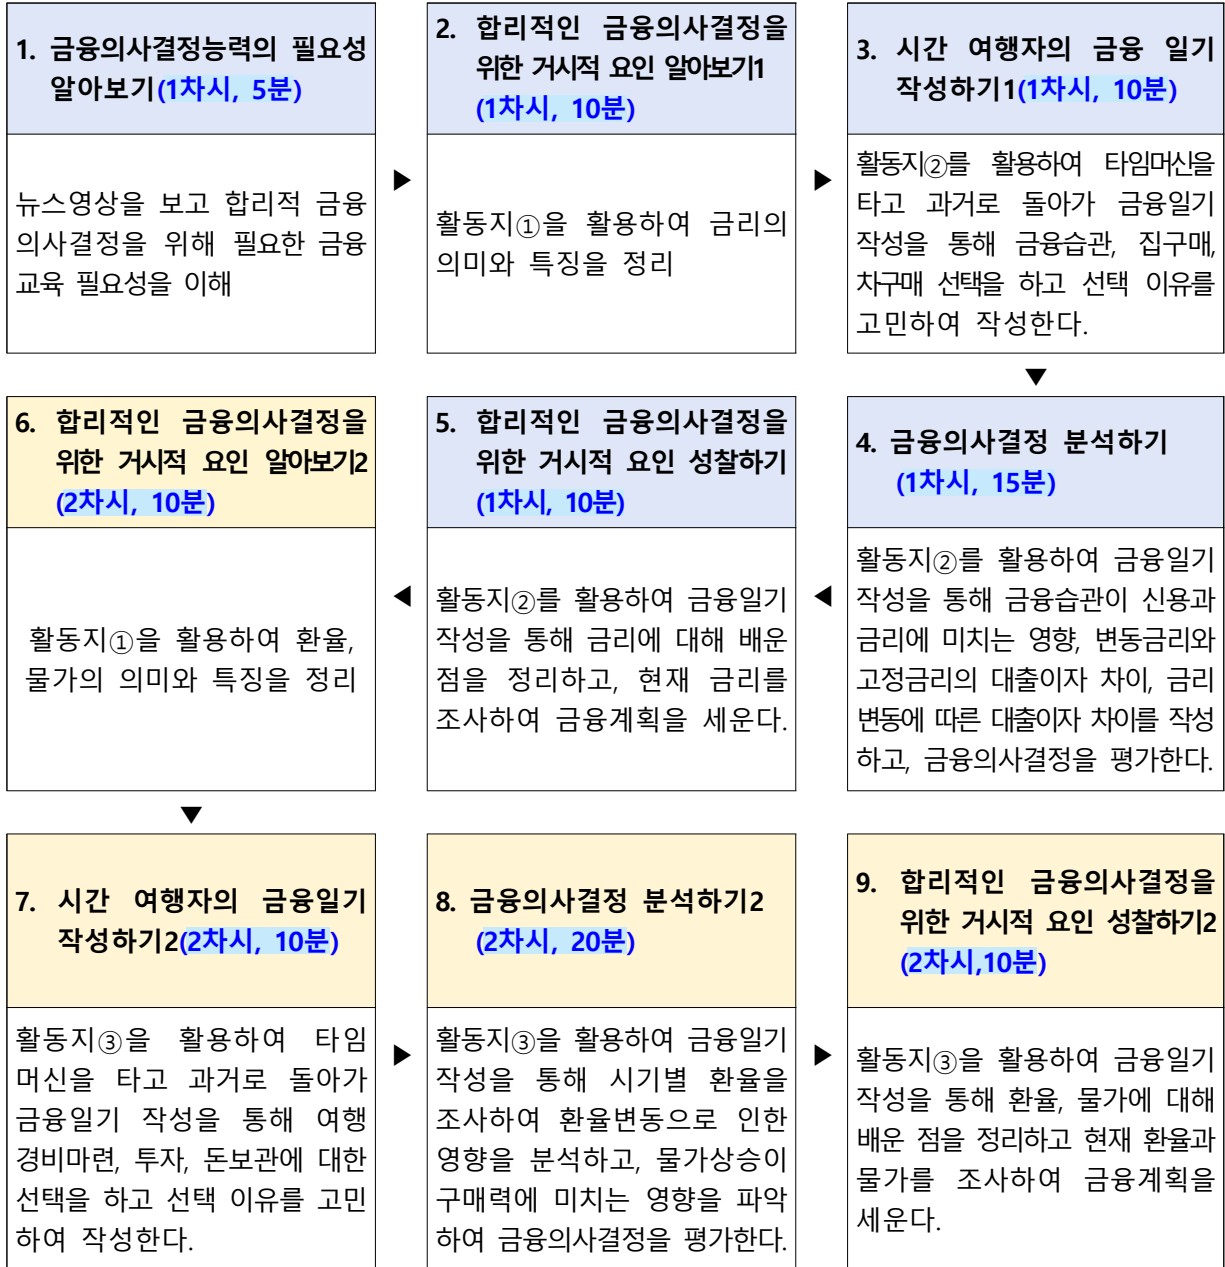 1. 금융의사결정능력의 필요성
알아보기(1차시, 5분)
뉴스영상을 보고 합리적 금융
의사결정을 위해 필요한 금융
교육 필요성을 이해
▶
2. 합리적인 금융의사결정을
위한 거시적 요인 알아보기1
(1차시, 10분)
활동지①을 활용하여 금리의
의미와 특징을 정리
▶
3. 시간 여행자의 금융 일기
작성하기1(1차시, 10분)
활동지②를 활용하여 타임머신을
타고 과거로 돌아가 금융일기
작성을 통해 금융습관, 집구매,
차구매 선택을 하고 선택 이유를
고민하여 작성한다.
▼
4. 금융의사결정 분석하기
(1차시, 15분)
활동지②를 활용하여 금융일기
작성을 통해 금융습관이 신용과
금리에 미치는 영향, 변동금리와
고정금리의 대출이자 차이, 금리
변동에 따른 대출이자 차이를 작성
하고, 금융의사결정을 평가한다.
◀
5. 합리적인 금융의사결정을
위한 거시적 요인 성찰하기
(1차시, 10분)
활동지②를 활용하여 금융일기
작성을 통해 금리에 대해 배운
점을 정리하고, 현재 금리를
조사하여 금융계획을 세운다.
◀
6. 합리적인 금융의사결정을
위한 거시적 요인 알아보기2
(2차시, 10분)
활동지①을 활용하여 환율,
물가의 의미와 특징을 정리
▼
7. 시간 여행자의 금융일기
작성하기2(2차시, 10분)
활동지③을 활용하여 타임
머신을 타고 과거로 돌아가
금융일기 작성을 통해 여행
경비마련, 투자, 돈보관에 대한
선택을 하고 선택 이유를 고민
하여 작성한다.
▶
8. 금융의사결정 분석하기2
(2차시, 20분)
활동지③을 활용하여 금융일기
작성을 통해 시기별 환율을
조사하여 환율변동으로 인한
영향을 분석하고, 물가상승이
구매력에 미치는 영향을 파악
하여 금융의사결정을 평가한다.
▶
9. 합리적인 금융의사결정을
위한 거시적 요인 성찰하기2
(2차시,10분)
활동지③을 활용하여 금융일기
작성을 통해 환율, 물가에 대해
배운 점을 정리하고 현재 환율과
물가를 조사하여 금융계획을
세운다.